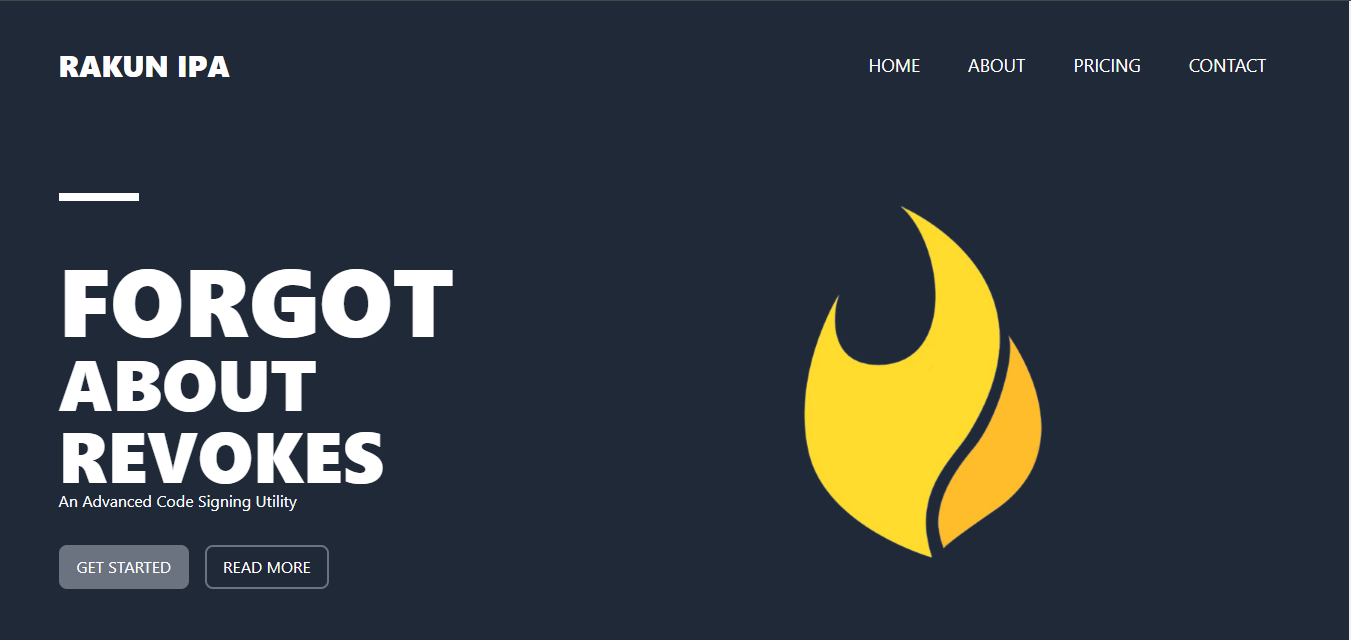 RAKUN IPA
HOME ABOUT PRICING CONTACT
FORGOT
ABOUT
REVOKES
An Advanced Code Signing Utility
GET STARTED READ MORE